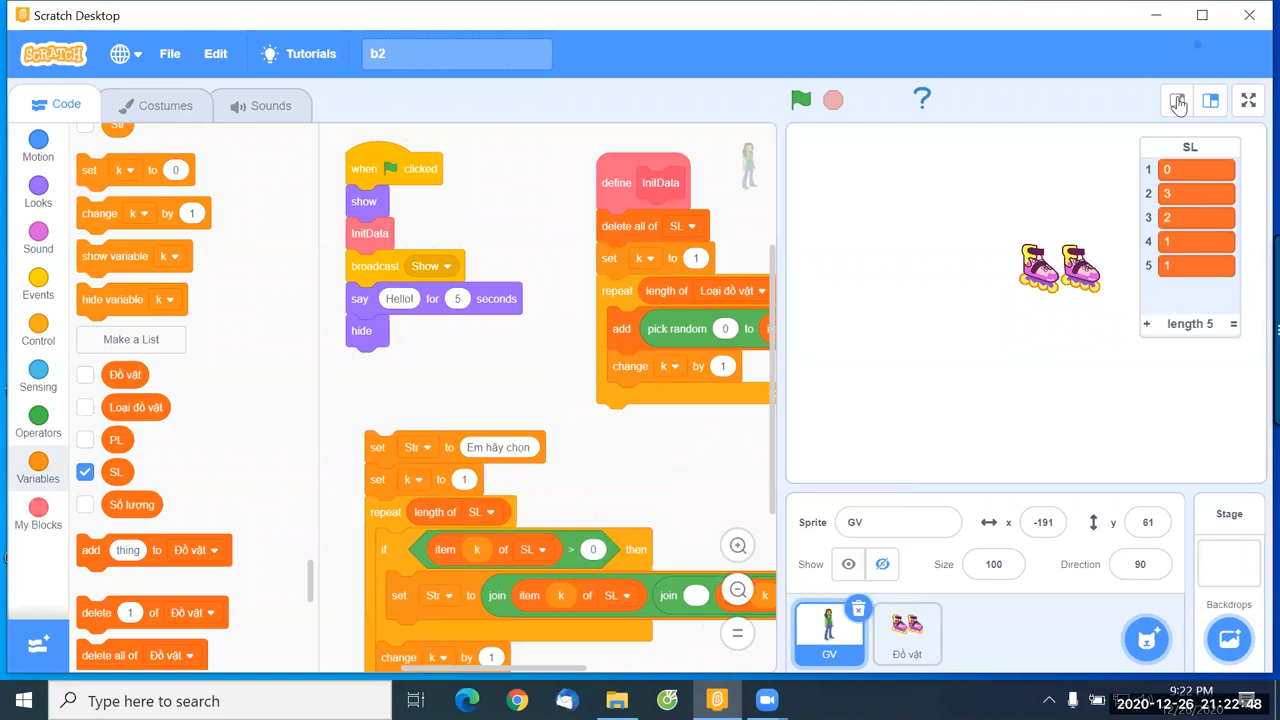 Scratch Desktop
SCRATCH
File
Edit
Tutorials
b2
Code
Costumes
Sounds
?
Motion
Looks
Sound
Events
Control
Sensing
Operators
Variables
My Blocks
Str
set k to 0
change k by 1
show variable k
hide variable k
Make a List
Đồ vật
Loại đồ vật
PL
SL
Số lượng
add thing to Đồ vật
delete 1 of Đồ vật
delete all of Đồ vật
when clicked
show
InitData
broadcast Show
say Hello! for 5 seconds
hide
define InitData
delete all of SL
set k to 1
repeat length of Loại đồ vật
add pick random 0 to
change k by 1
set Str to Em hãy chọn
set k to 1
repeat length of SL
if item k of SL > 0 then
set Str to join item k of SL join k
change k by 1
SL
1 0
2 3
3 2
4 1
5 1
+ length 5 =
Sprite GV x -191 y 61
Show Size 100 Direction 90
GV
Đồ vật
Stage
Backdrops
Type here to search
9:22 PM
2020-12-26 21:22:48